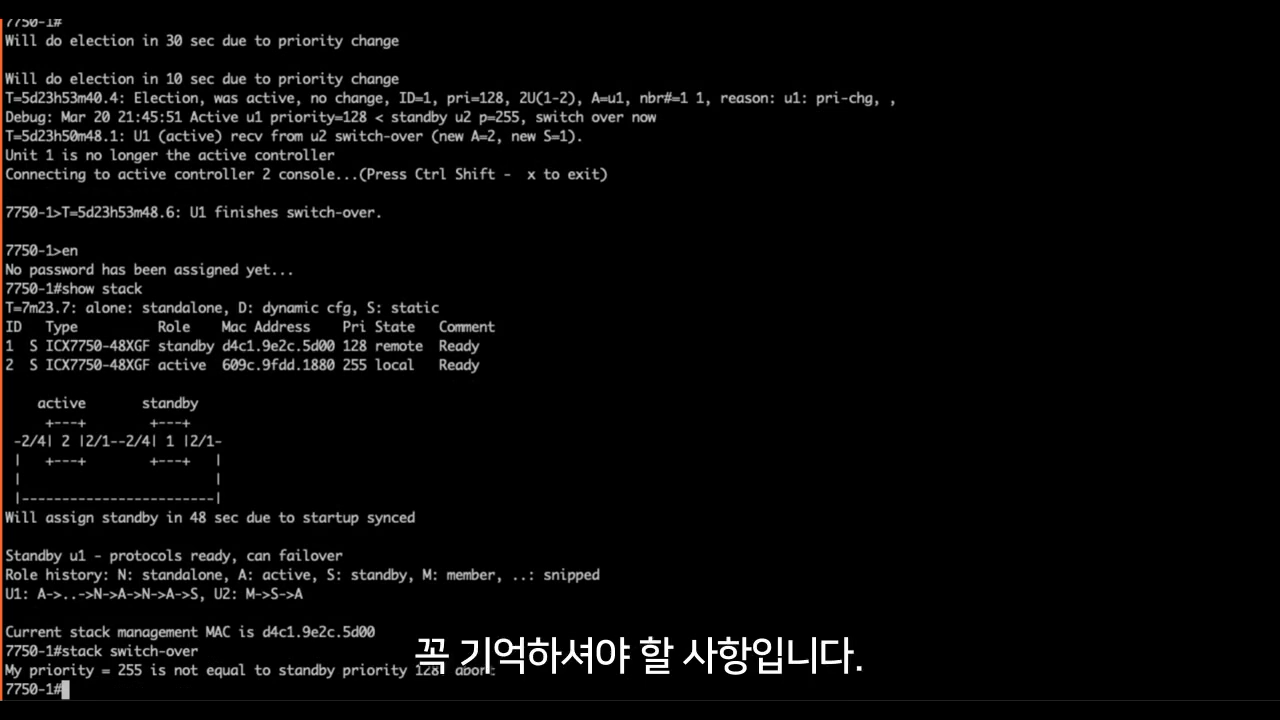 7750-1#
Will do election in 30 sec due to priority change
Will do election in 10 sec due to priority change
T=5d23h53m40.4: Election, was active, no change, ID=1, pri=128, 2U(1-2), A=u1, nbr#=1 1, reason: u1: pri-chg, ,
Debug: Mar 20 21:45:51 Active u1 priority=128 < standby u2 p=255, switch over now
T=5d23h50m48.1: U1 (active) recv from u2 switch-over (new A=2, new S=1).
Unit 1 is no longer the active controller
Connecting to active controller 2 console...(Press Ctrl Shift -  x to exit)
7750-1>T=5d23h53m48.6: U1 finishes switch-over.
7750-1>en
No password has been assigned yet...
7750-1#show stack
T=7m23.7: alone: standalone, D: dynamic cfg, S: static
ID   Type          Role    Mac Address    Pri State   Comment
1  S ICX7750-48XGF standby d4c1.9e2c.5d00 128 remote  Ready
2  S ICX7750-48XGF active  609c.9fdd.1880 255 local   Ready
    active       standby
     +---+        +---+
 -2/4| 2 |2/1--2/4| 1 |2/1-
 |   +---+        +---+   |
 |                        |
 |------------------------|
Will assign standby in 48 sec due to startup synced
Standby u1 - protocols ready, can failover
Role history: N: standalone, A: active, S: standby, M: member, ..: snipped
U1: A->..->N->A->N->A->S, U2: M->S->A
Current stack management MAC is d4c1.9e2c.5d00
7750-1#stack switch-over
My priority = 255 is not equal to standby priority 128  abort
7750-1#
꼭 기억하셔야 할 사항입니다.